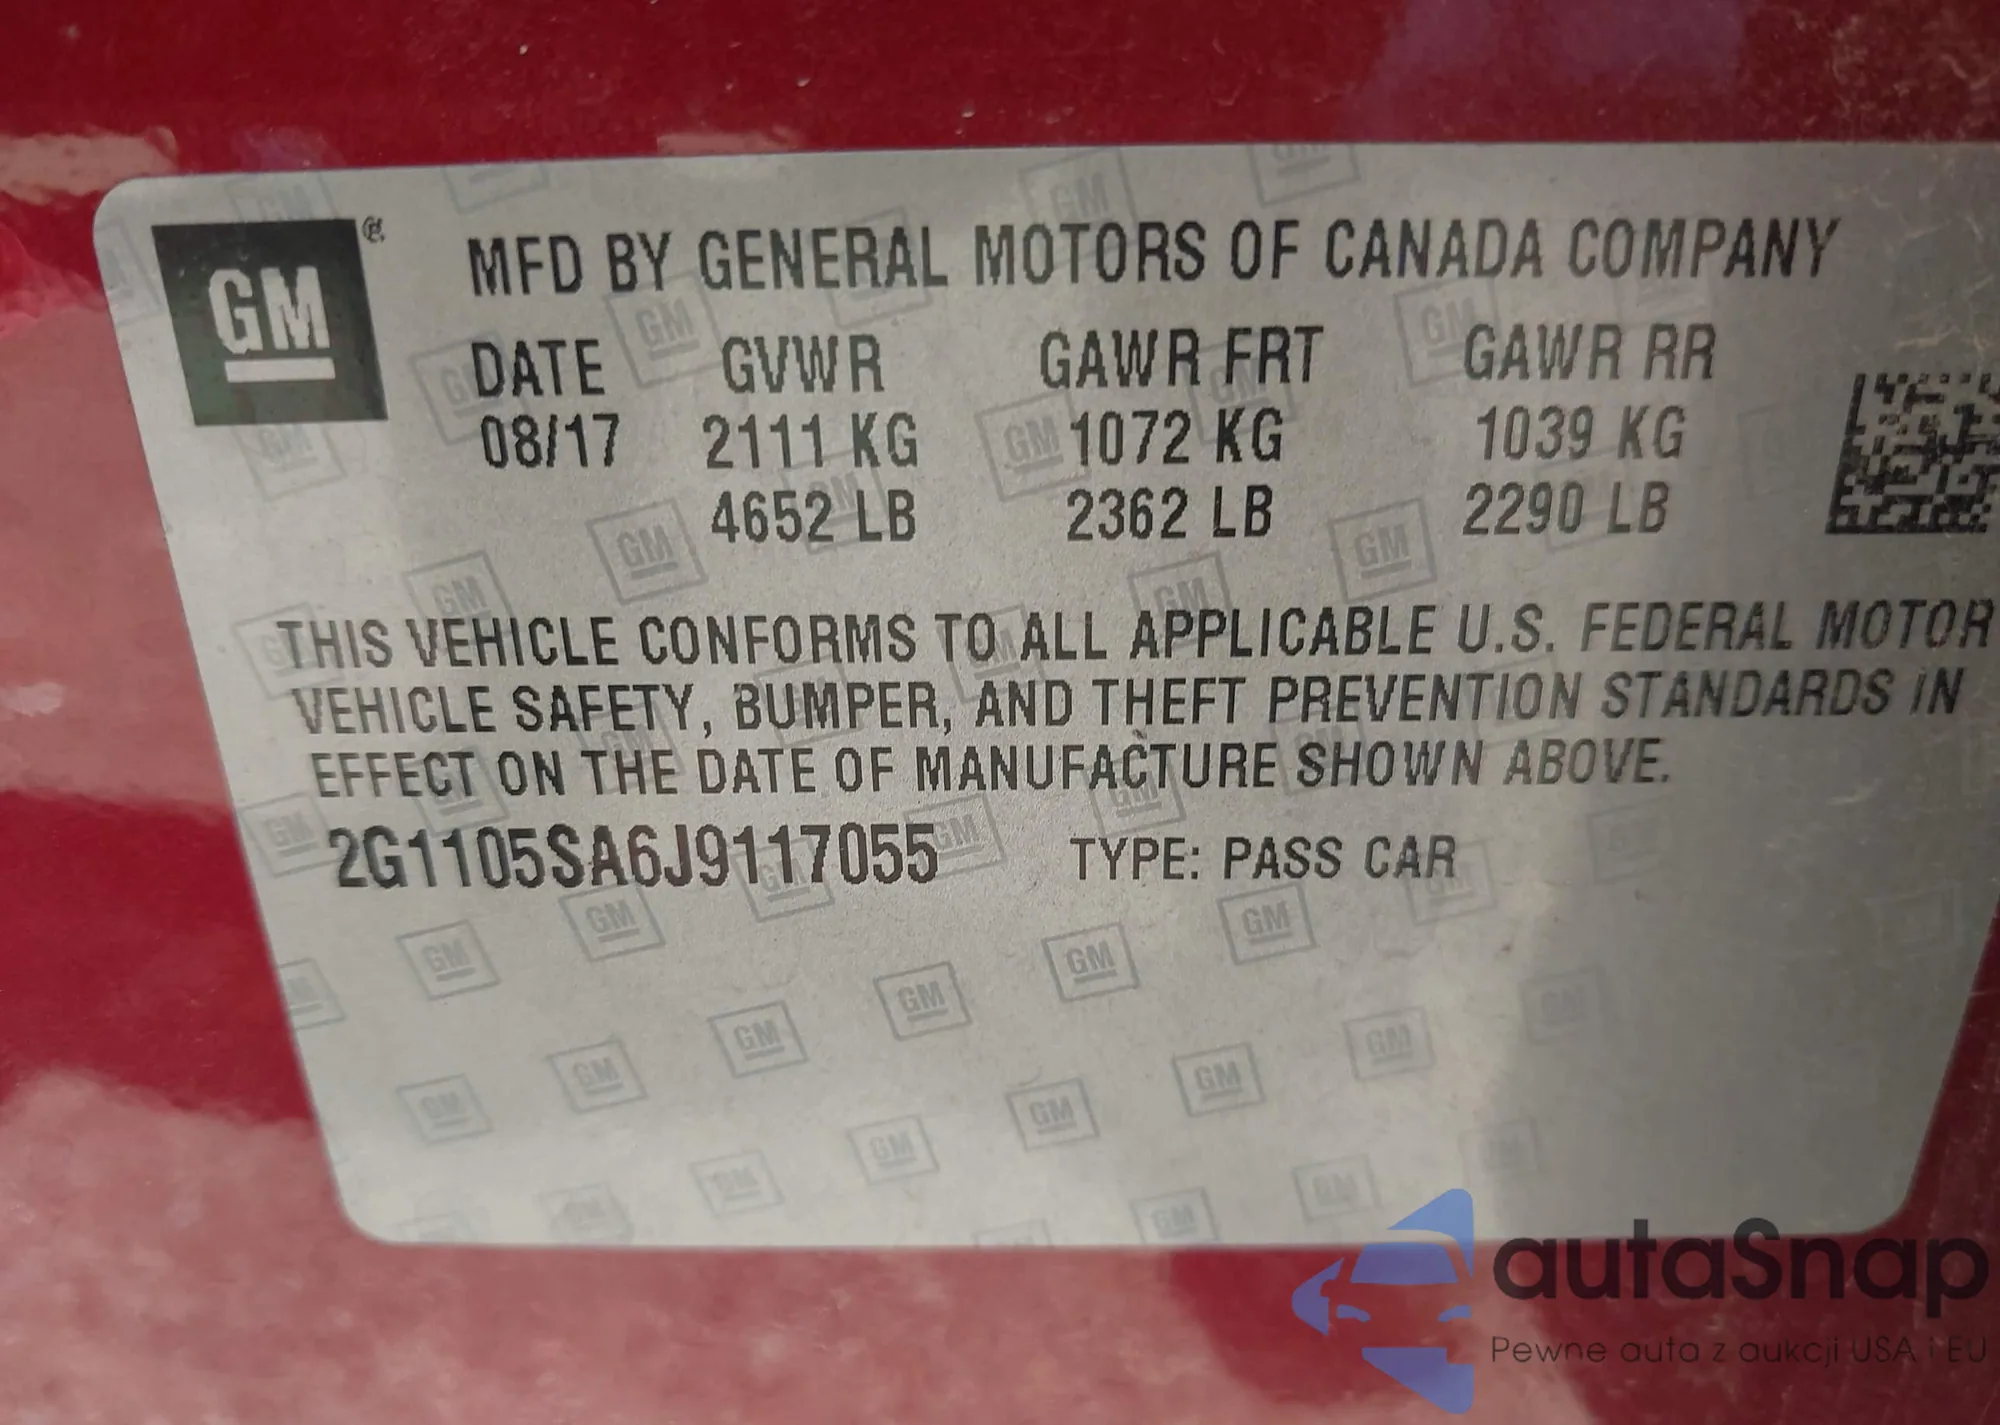 GM
MFD BY GENERAL MOTORS OF CANADA COMPANY
DATE GVWR GAWR FRT GAWR RR
08/17 2111 KG 1072 KG 1039 KG
4652 LB 2362 LB 2290 LB
THIS VEHICLE CONFORMS TO ALL APPLICABLE U.S. FEDERAL MOTOR
VEHICLE SAFETY, BUMPER, AND THEFT PREVENTION STANDARDS IN
EFFECT ON THE DATE OF MANUFACTURE SHOWN ABOVE.
2G1105SA6J9117055 TYPE: PASS CAR
autaSnap
Pewne auta z aukcji USA i EU